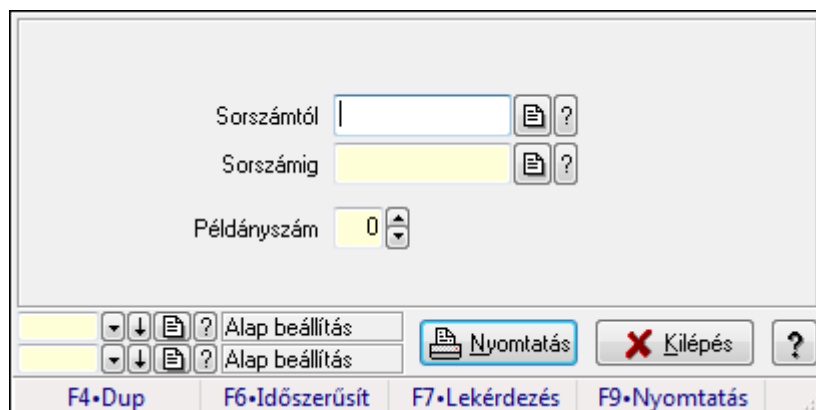 Sorszámtól ?
Sorszámig ?
Példányszám 0
? Alap beállítás
? Alap beállítás
Nyomtatás Kilépés ?
F4•Dup F6•Időszerűsít F7•Lekérdezés F9•Nyomtatás